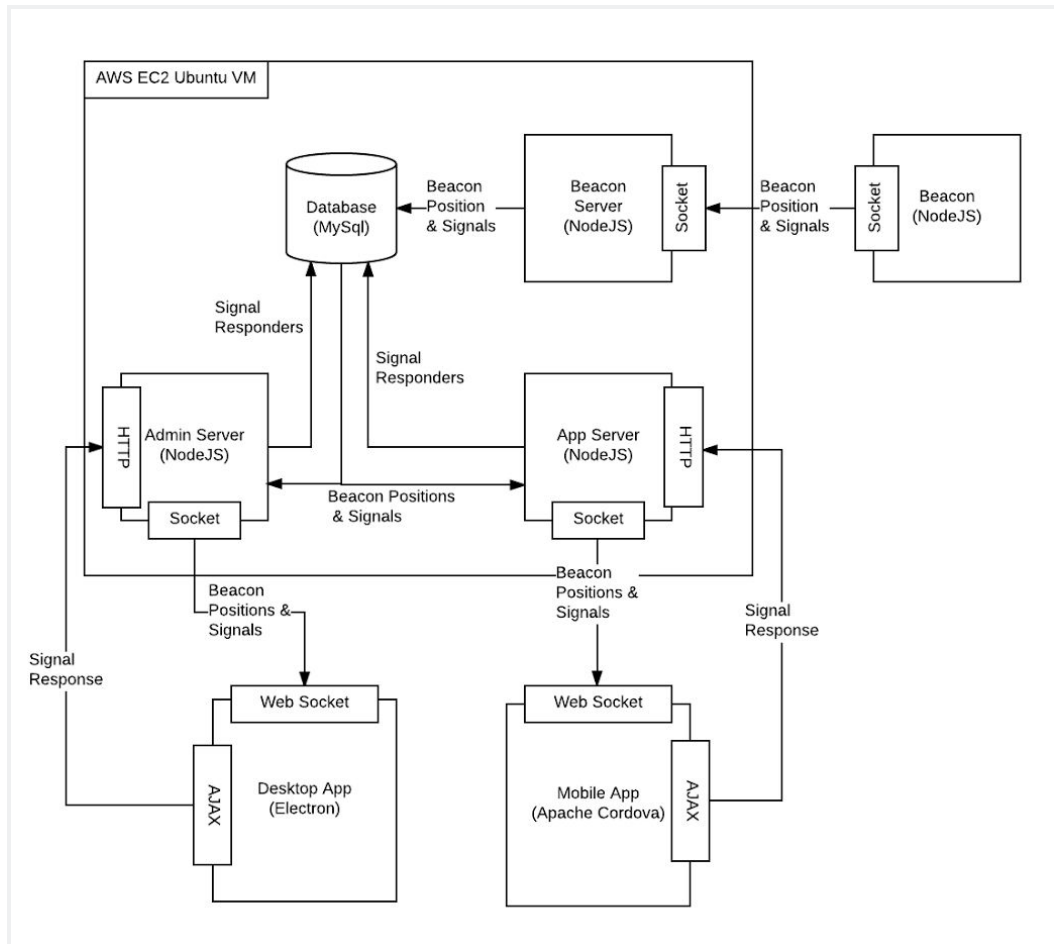 AWS EC2 Ubuntu VM
Database
(MySql)
Beacon
Position
& Signals
Beacon
Server
(NodeJS)
Socket
Beacon
Position
& Signals
Socket
Beacon
(NodeJS)
Signal
Responders
Signal
Responders
HTTP
Admin Server
(NodeJS)
Socket
Beacon Positions
& Signals
App Server
(NodeJS)
HTTP
Socket
Beacon
Positions &
Signals
Beacon
Positions &
Signals
Signal
Response
Signal
Response
Web Socket
AJAX
Desktop App
(Electron)
Web Socket
Mobile App
(Apache Cordova)
AJAX